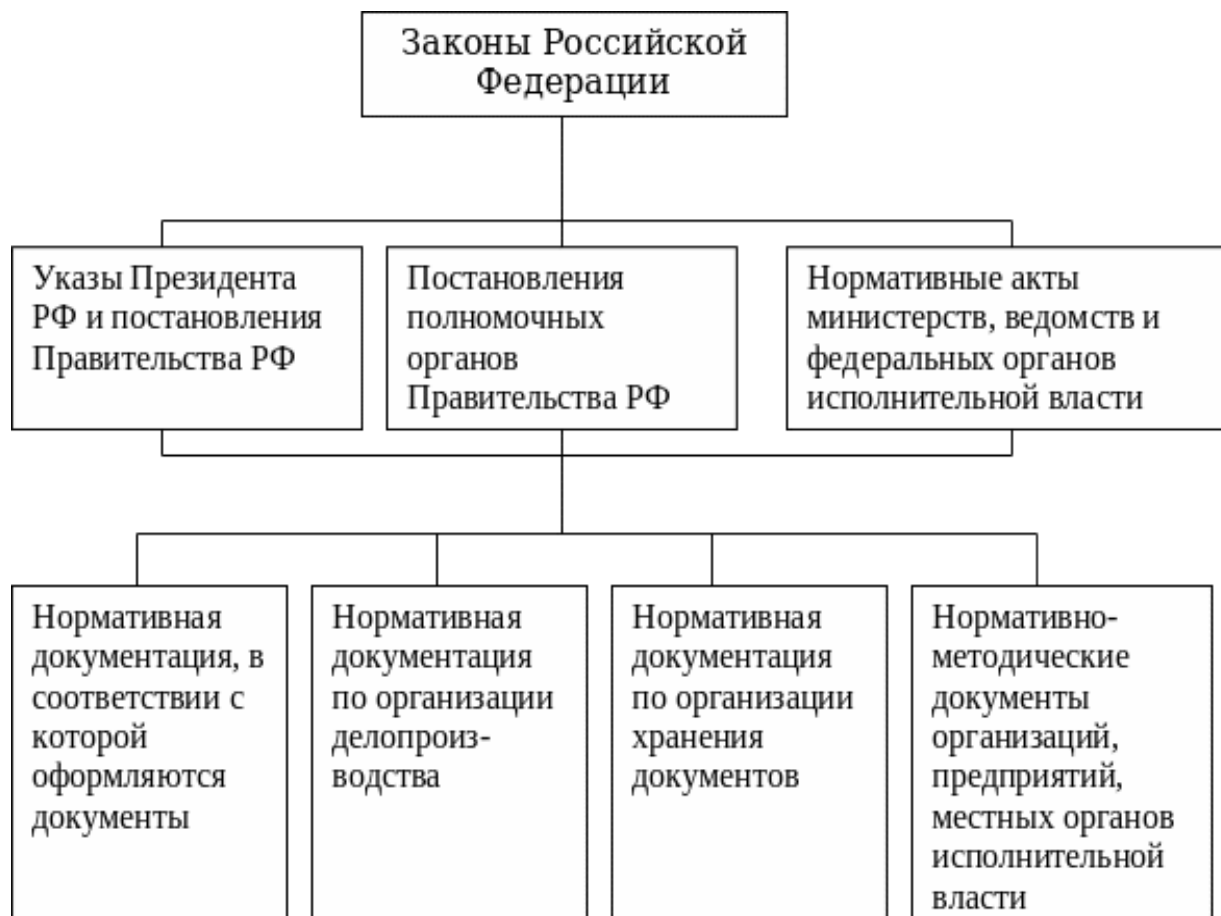 Законы Российской
Федерации
Указы Президента
РФ и постановления
Правительства РФ
Постановления
полномочных
органов
Правительства РФ
Нормативные акты
министерств, ведомств и
федеральных органов
исполнительной власти
Нормативная
документация, в
соответствии с
которой
оформляются
документы
Нормативная
документация
по организации
делопроиз-
водства
Нормативная
документация
по организации
хранения
документов
Нормативно-
методические
документы
организаций,
предприятий,
местных органов
исполнительной
власти